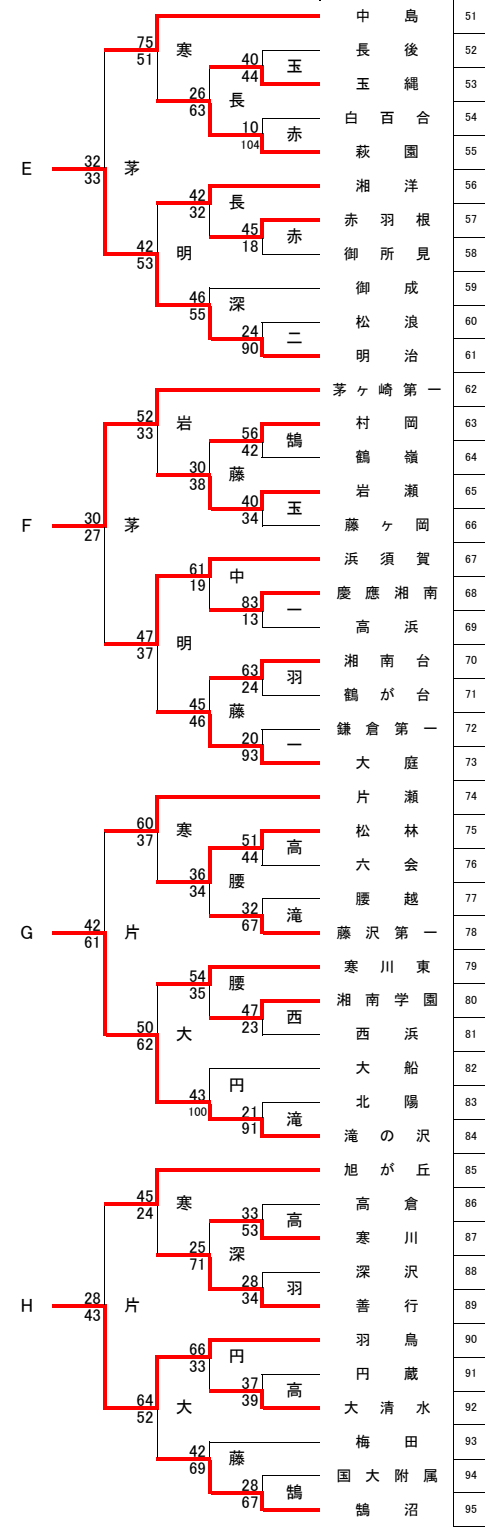 中 島 51
75
51 寒
長 後 52
40
44 玉
玉 縄 53
26
63 長
白 百 合 54
10
104 赤
萩 園 55
E 32
33 茅
湘 洋 56
42
32 長
赤 羽 根 57
45
18 赤
御 所 見 58
42
53 明
御 成 59
46
55 深
松 浪 60
24
90 二
明 治 61
茅 ヶ 崎 第 一 62
52
33 岩
村 岡 63
56
42 鵠
鶴 嶺 64
30
38 藤
岩 瀬 65
40
34 玉
藤 ヶ 岡 66
F 30
27 茅
浜 須 賀 67
61
19 中
慶 應 湘 南 68
83
13 一
高 浜 69
47
37 明
湘 南 台 70
63
24 羽
鶴 が 台 71
45
46 藤
鎌 倉 第 一 72
20
93 一
大 庭 73
片 瀬 74
60
37 寒
松 林 75
51
44 高
六 会 76
36
34 腰
腰 越 77
32
67 滝
藤 沢 第 一 78
G 42
61 片
寒 川 東 79
54
35 腰
湘 南 学 園 80
47
23 西
西 浜 81
50
62 大
大 船 82
43
100 円
北 陽 83
21
91 滝
滝 の 沢 84
旭 が 丘 85
45
24 寒
高 倉 86
33
53 高
寒 川 87
25
71 深
深 沢 88
28
34 羽
善 行 89
H 28
43 片
羽 鳥 90
66
33 円
円 蔵 91
37
39 高
大 清 水 92
64
52 大
梅 田 93
42
69 藤
国 大 附 属 94
28
67 鵠
鵠 沼 95